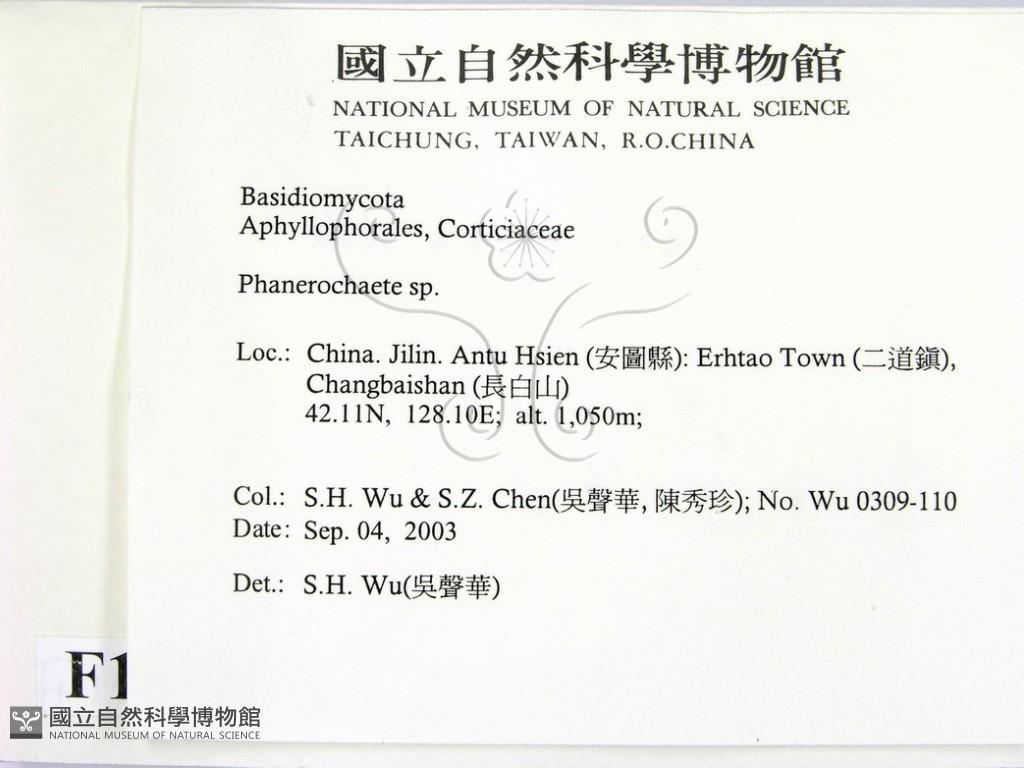 國立自然科學博物館
NATIONAL MUSEUM OF NATURAL SCIENCE
TAICHUNG, TAIWAN, R.O.CHINA
Basidiomycota
Aphyllophorales, Corticiaceae
Phanerochaete sp.
Loc.: China. Jilin. Antu Hsien (安圖縣): Erhtao Town (二道鎮),
Changbaishan (長白山)
42.11N, 128.10E; alt. 1,050m;
Col.: S.H. Wu & S.Z. Chen(吳聲華, 陳秀珍); No. Wu 0309-110
Date: Sep. 04, 2003
Det.: S.H. Wu(吳聲華)
F1
國立自然科學博物館
NATIONAL MUSEUM OF NATURAL SCIENCE